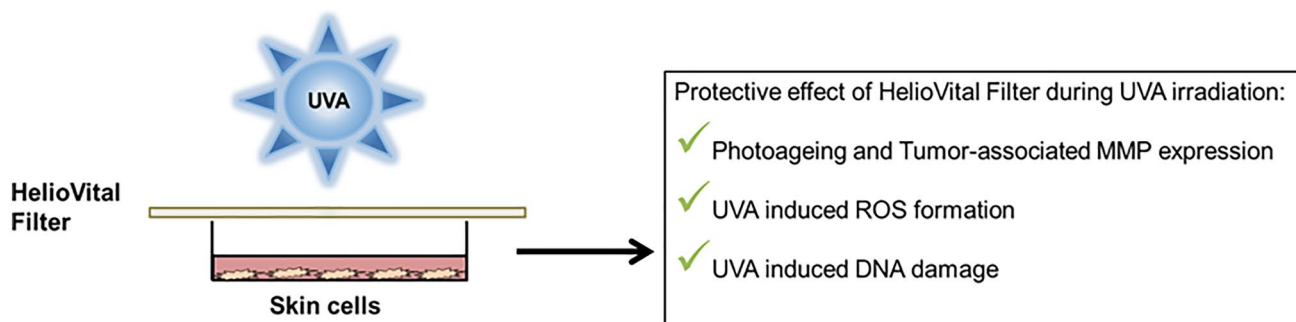 UVA
HelioVital
Filter
Skin cells
Protective effect of HelioVital Filter during UVA irradiation:
Photoageing and Tumor-associated MMP expression
UVA induced ROS formation
UVA induced DNA damage